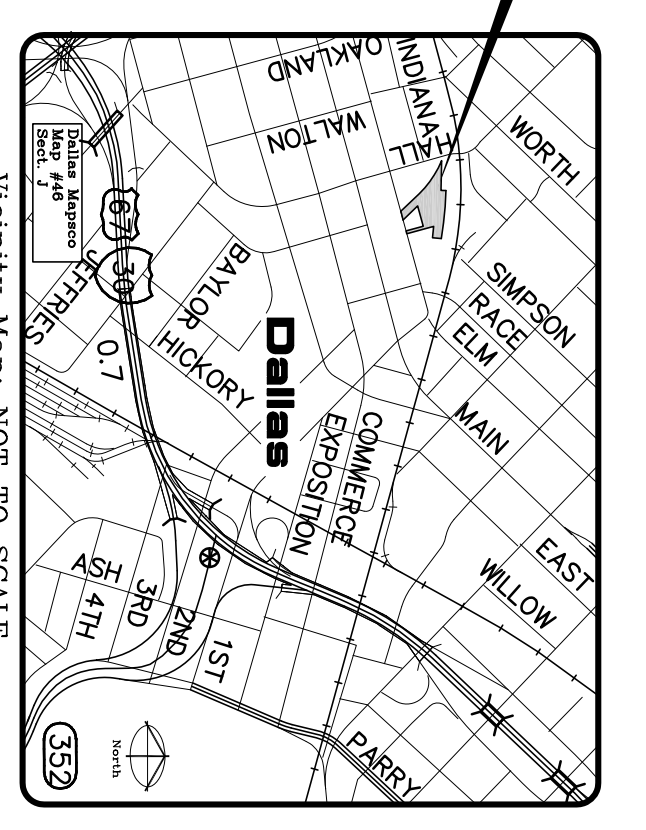 OAKLAND
INDIANA
WALTON
HALL
WORTH
Dallas Mapsco
Map #46
Sect. J
67
30
JEFFRIES
BAYLOR
HICKORY
0.7
Dallas
SIMPSON
RACE
ELM
MAIN
COMMERCE
EXPOSITION
EAST
WILLOW
ASH
4TH
3RD
2ND
1ST
PARRY
North
352
Vicinity Map: NOT TO SCALE